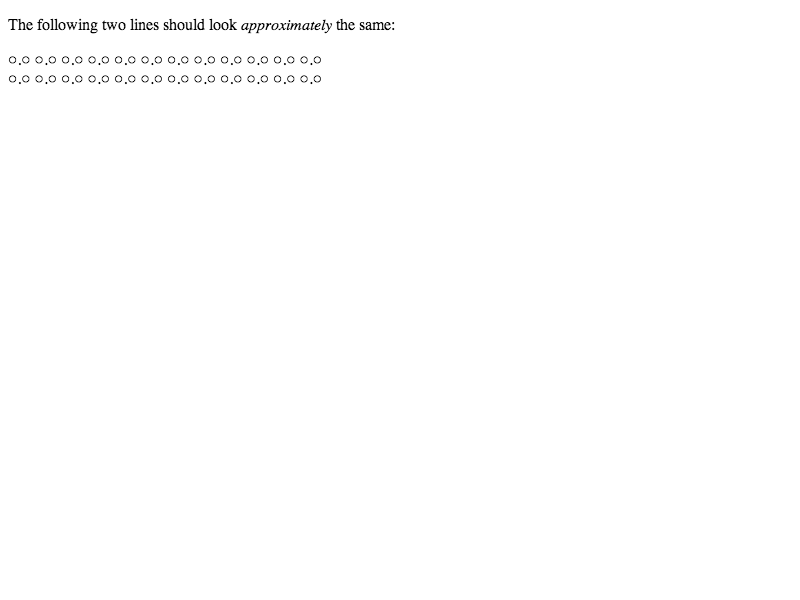 The following two lines should look approximately the same:
○.○ ○.○ ○.○ ○.○ ○.○ ○.○ ○.○ ○.○ ○.○ ○.○ ○.○ ○.○
○.○ ○.○ ○.○ ○.○ ○.○ ○.○ ○.○ ○.○ ○.○ ○.○ ○.○ ○.○